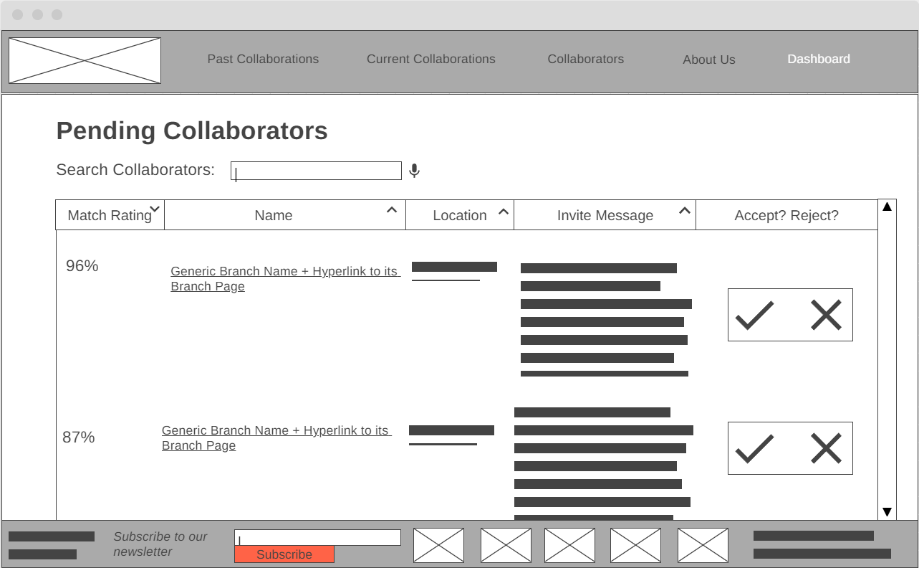 Past Collaborations
Current Collaborations
Collaborators
About Us
Dashboard
Pending Collaborators
Search Collaborators:
Match Rating
Name
Location
Invite Message
Accept? Reject?
96%
Generic Branch Name + Hyperlink to its
Branch Page
87%
Generic Branch Name + Hyperlink to its
Branch Page
Subscribe to our
newsletter
Subscribe